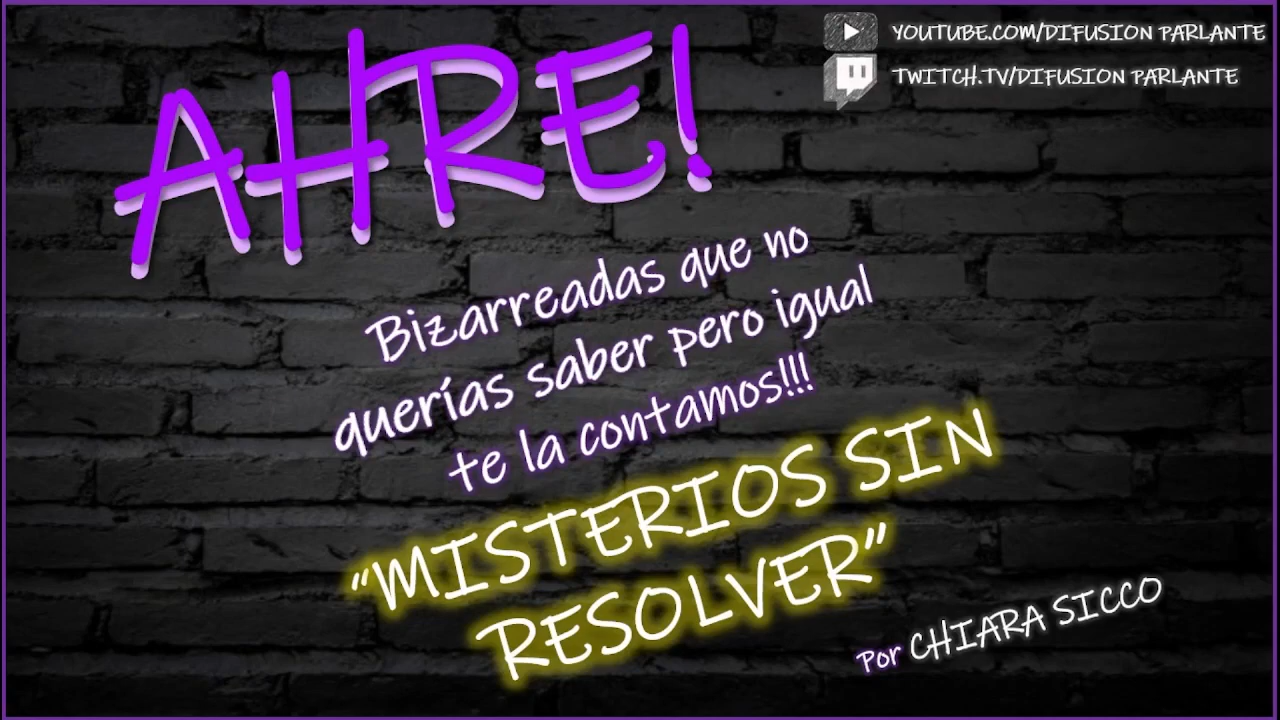 AHRE!
YOUTUBE.COM/DIFUSION PARLANTE
TWITCH.TV/DIFUSION PARLANTE
Bizarreadas que no
querías saber pero igual
te la contamos!!!
"MISTERIOS SIN
RESOLVER"
Por CHIARA SICCO